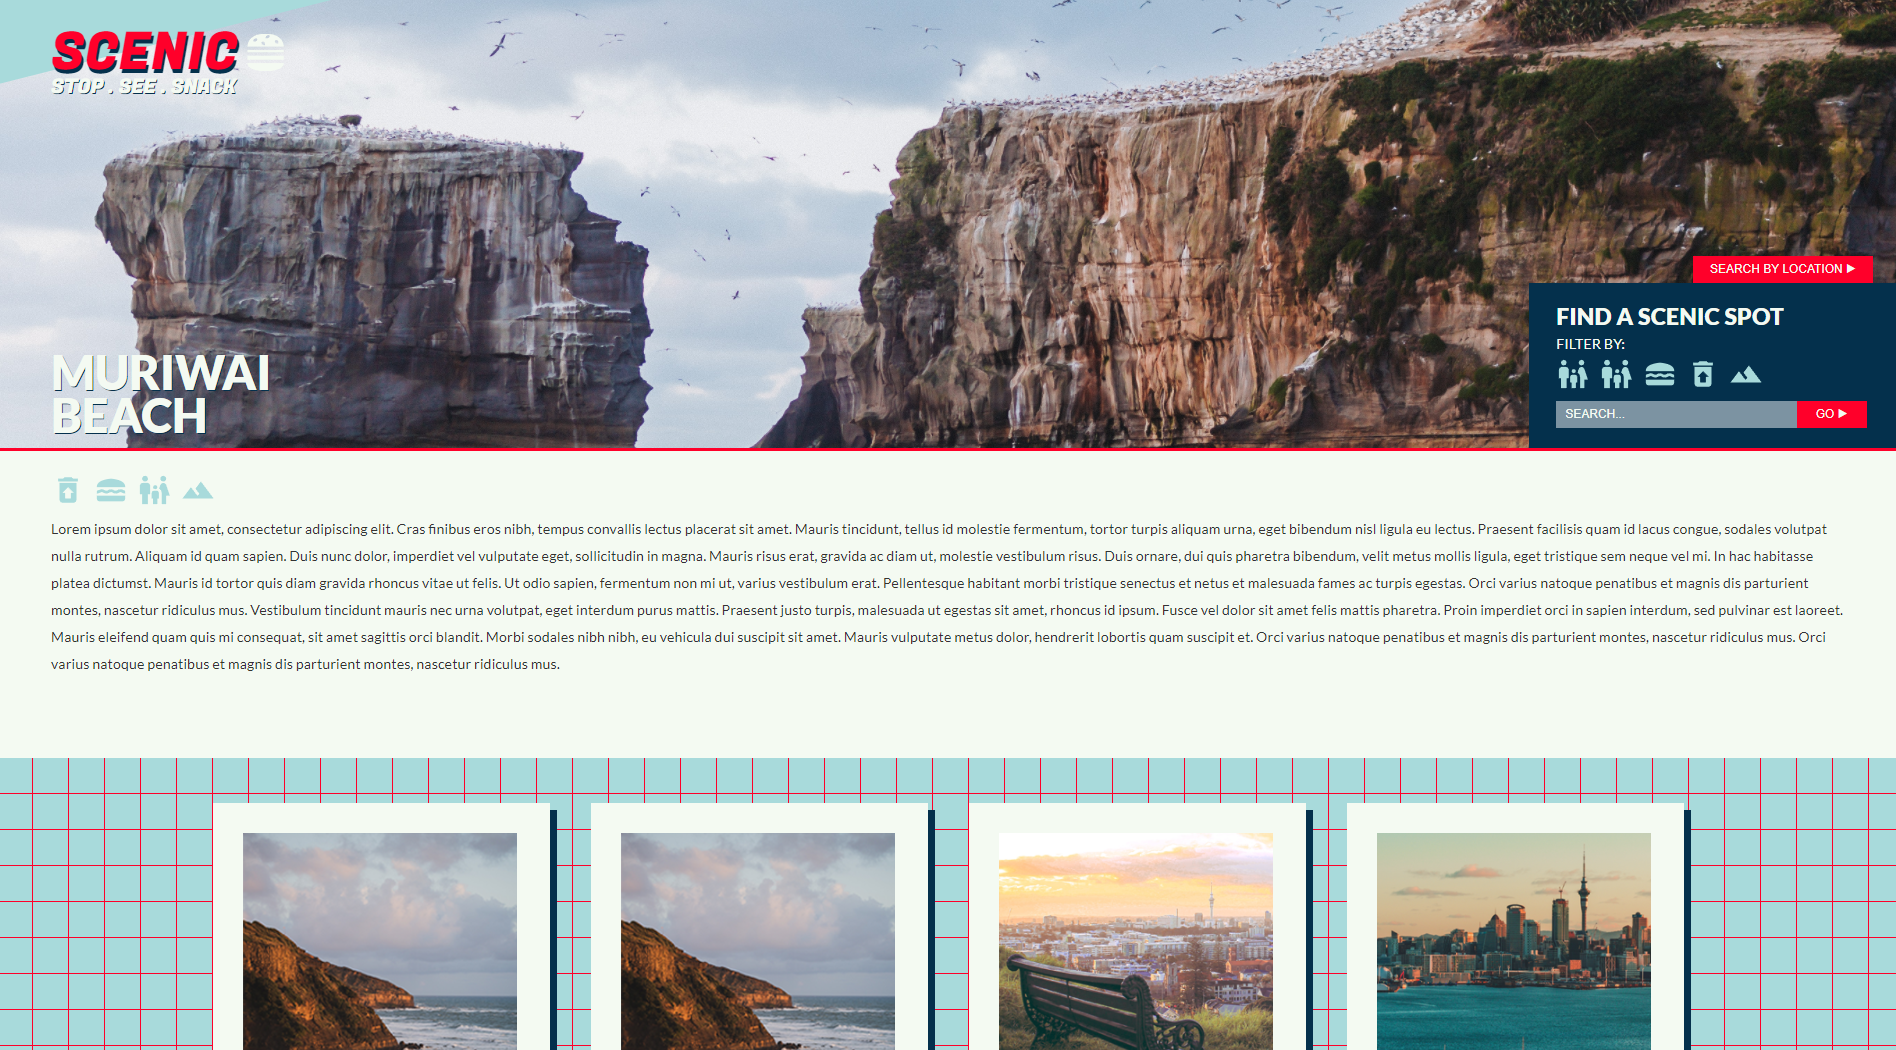 SCENIC
STOP . SEE . SNACK
MURIWAI
BEACH
SEARCH BY LOCATION
FIND A SCENIC SPOT
FILTER BY:
SEARCH...
GO
Lorem ipsum dolor sit amet, consectetur adipiscing elit. Cras finibus eros nibh, tempus convallis lectus placerat sit amet. Mauris tincidunt, tellus id molestie fermentum, tortor turpis aliquam urna, eget bibendum nisl ligula eu lectus. Praesent facilisis quam id lacus congue, sodales volutpat
nulla rutrum. Aliquam id quam sapien. Duis nunc dolor, imperdiet vel vulputate eget, sollicitudin in magna. Mauris risus erat, gravida ac diam ut, molestie vestibulum risus. Duis ornare, dui quis pharetra bibendum, velit metus mollis ligula, eget tristique sem neque vel mi. In hac habitasse
platea dictumst. Mauris id tortor quis diam gravida rhoncus vitae ut felis. Ut odio sapien, fermentum non mi ut, varius vestibulum erat. Pellentesque habitant morbi tristique senectus et netus et malesuada fames ac turpis egestas. Orci varius natoque penatibus et magnis dis parturient
montes, nascetur ridiculus mus. Vestibulum tincidunt mauris nec urna volutpat, eget interdum purus mattis. Praesent justo turpis, malesuada ut egestas sit amet, rhoncus id ipsum. Fusce vel dolor sit amet felis mattis pharetra. Proin imperdiet orci in sapien interdum, sed pulvinar est laoreet.
Mauris eleifend quam quis mi consequat, sit amet sagittis orci blandit. Morbi sodales nibh nibh, eu vehicula dui suscipit sit amet. Mauris vulputate metus dolor, hendrerit lobortis quam suscipit et. Orci varius natoque penatibus et magnis dis parturient montes, nascetur ridiculus mus. Orci
varius natoque penatibus et magnis dis parturient montes, nascetur ridiculus mus.